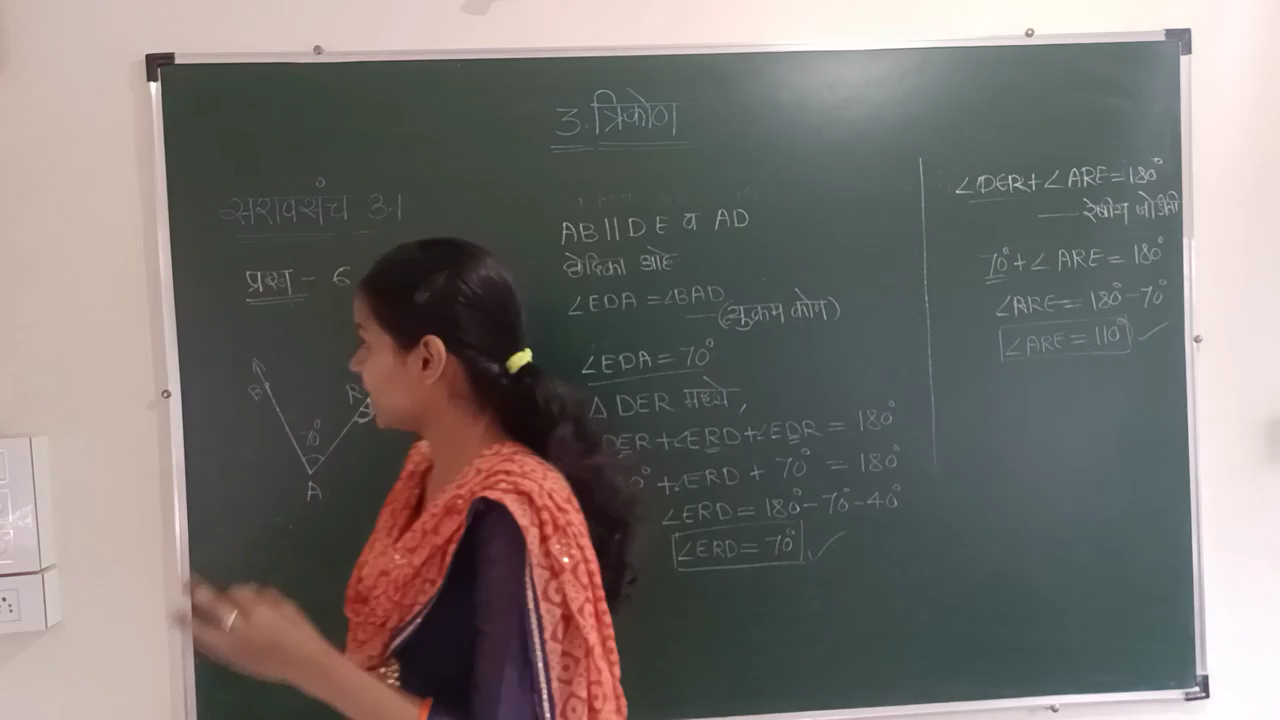 3. त्रिकोण
सरावसंच 3.1
प्रश्न - 6
B
R
70°
A
AB || DE व AD
छेदिका आहे
∠EDA = ∠BAD
— (व्युत्क्रम कोन)
∠EDA = 70°
△ DER मध्ये,
DER + ∠ERD + ∠EDR = 180°
+ ∠ERD + 70° = 180°
∠ERD = 180° - 70° - 40°
∠ERD = 70° ✓
∠DER + ∠ARE = 180°
— रेषीय जोडीती
70° + ∠ARE = 180°
∠ARE = 180° - 70°
∠ARE = 110° ✓